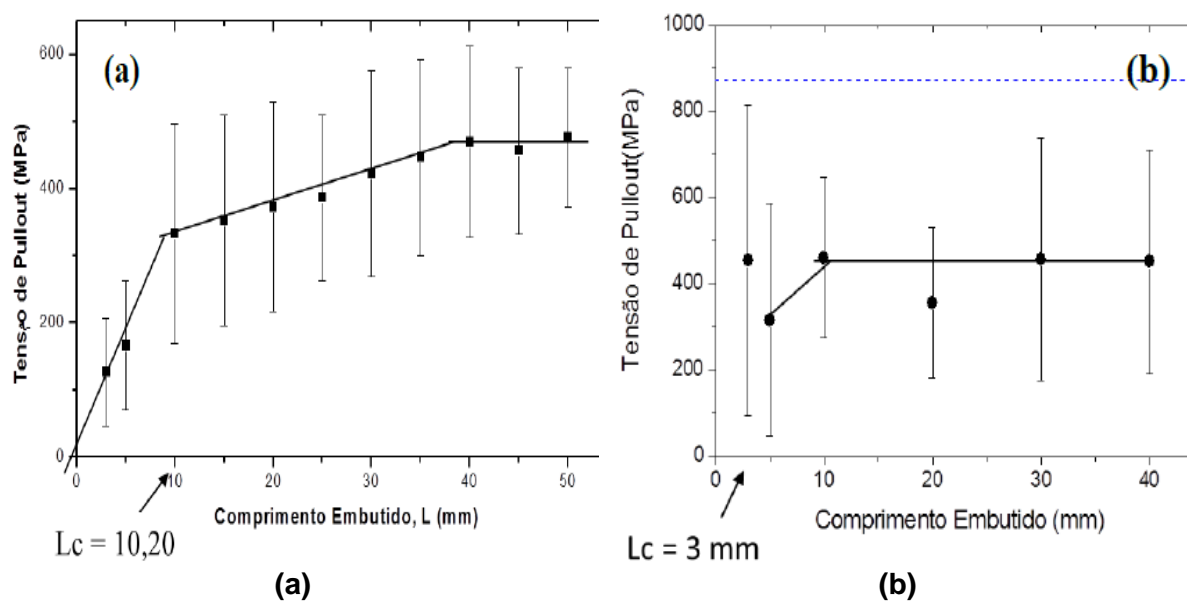 (a)
Tensão de Pullout (MPa)
600
400
200
0
0 10 20 30 40 50
Comprimento Embutido, L (mm)
Lc = 10,20
(a)
(b)
Tensão de Pullout(MPa)
1000
800
600
400
200
0
0 10 20 30 40
Comprimento Embutido (mm)
Lc = 3 mm
(b)